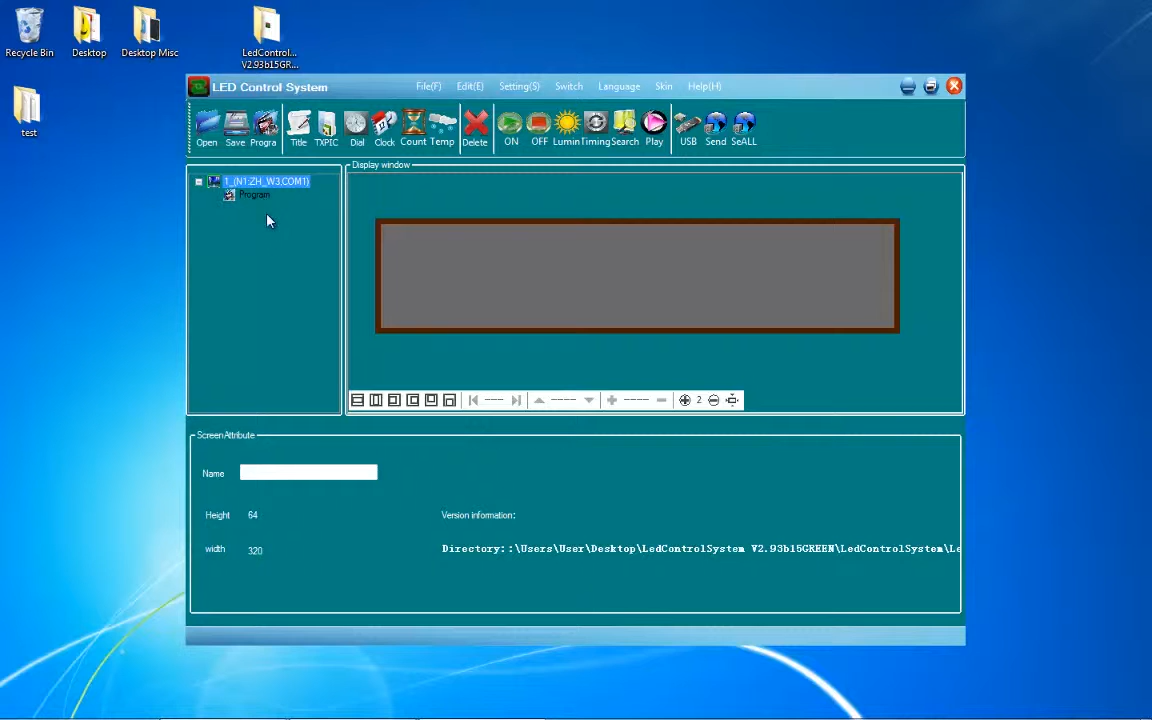 Recycle Bin
Desktop
Desktop Misc
LedControl...
V2.93b15GR...
test
LED Control System
File(F) Edit(E) Setting(S) Switch Language Skin Help(H)
Open Save Progra Title TXPIC Dial Clock Count Temp Delete ON OFF Lumin Timing Search Play USB Send SeALL
1_(N1:ZH_W3,COM1)
Program
Display window
2
ScreenAttribute
Name
Height 64
Version information:
width 320
Directory::\Users\User\Desktop\LedControlSystem V2.93b15GREEN\LedControlSystem\Le